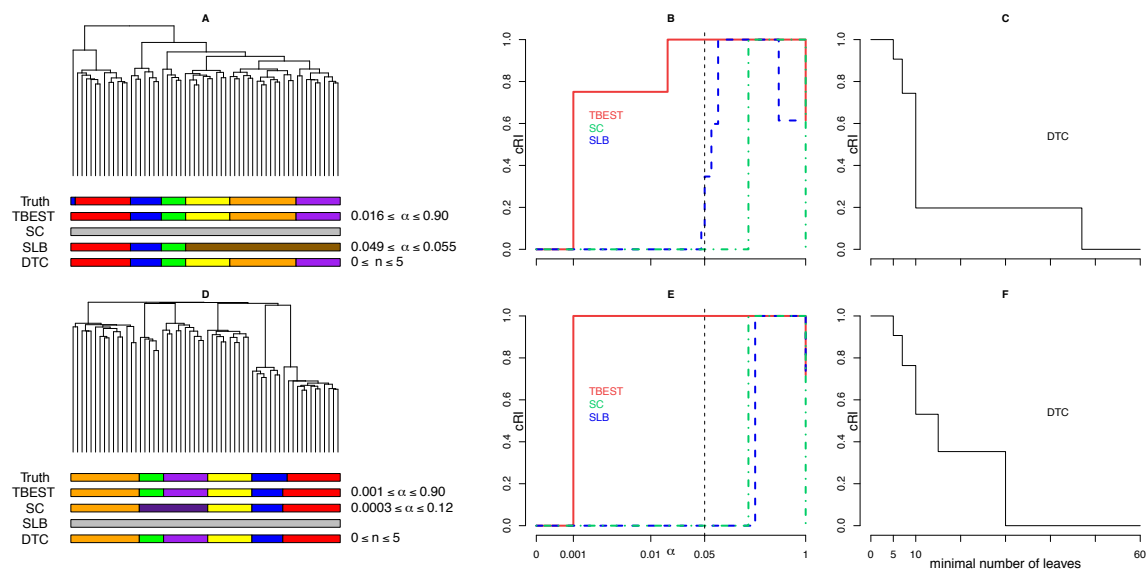 A
Truth
TBEST 0.016 ≤ α ≤ 0.90
SC
SLB 0.049 ≤ α ≤ 0.055
DTC 0 ≤ n ≤ 5
B
cRI
0.0 0.2 0.4 0.6 0.8 1.0
TBEST
SC
SLB
C
cRI
0.0 0.2 0.4 0.6 0.8 1.0
DTC
D
Truth
TBEST 0.001 ≤ α ≤ 0.90
SC 0.0003 ≤ α ≤ 0.12
SLB
DTC 0 ≤ n ≤ 5
E
cRI
0.0 0.2 0.4 0.6 0.8 1.0
TBEST
SC
SLB
0 0.001 0.01 α 0.05 1
F
cRI
0.0 0.2 0.4 0.6 0.8 1.0
DTC
0 5 10 60
minimal number of leaves